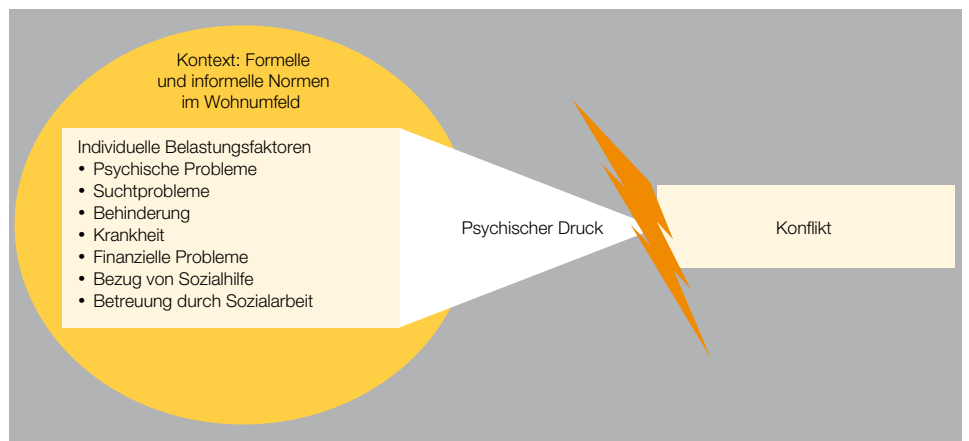 Kontext: Formelle
und informelle Normen
im Wohnumfeld
Individuelle Belastungsfaktoren
• Psychische Probleme
• Suchtprobleme
• Behinderung
• Krankheit
• Finanzielle Probleme
• Bezug von Sozialhilfe
• Betreuung durch Sozialarbeit
Psychischer Druck
Konflikt